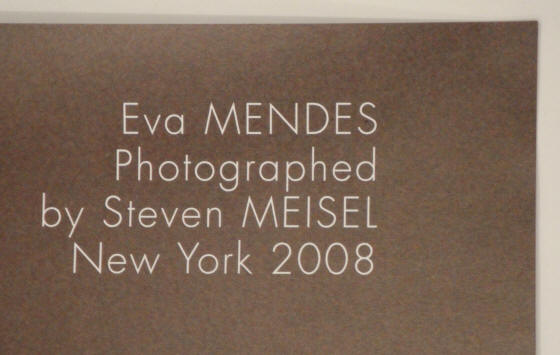 Eva MENDES
Photographed
by Steven MEISEL
New York 2008